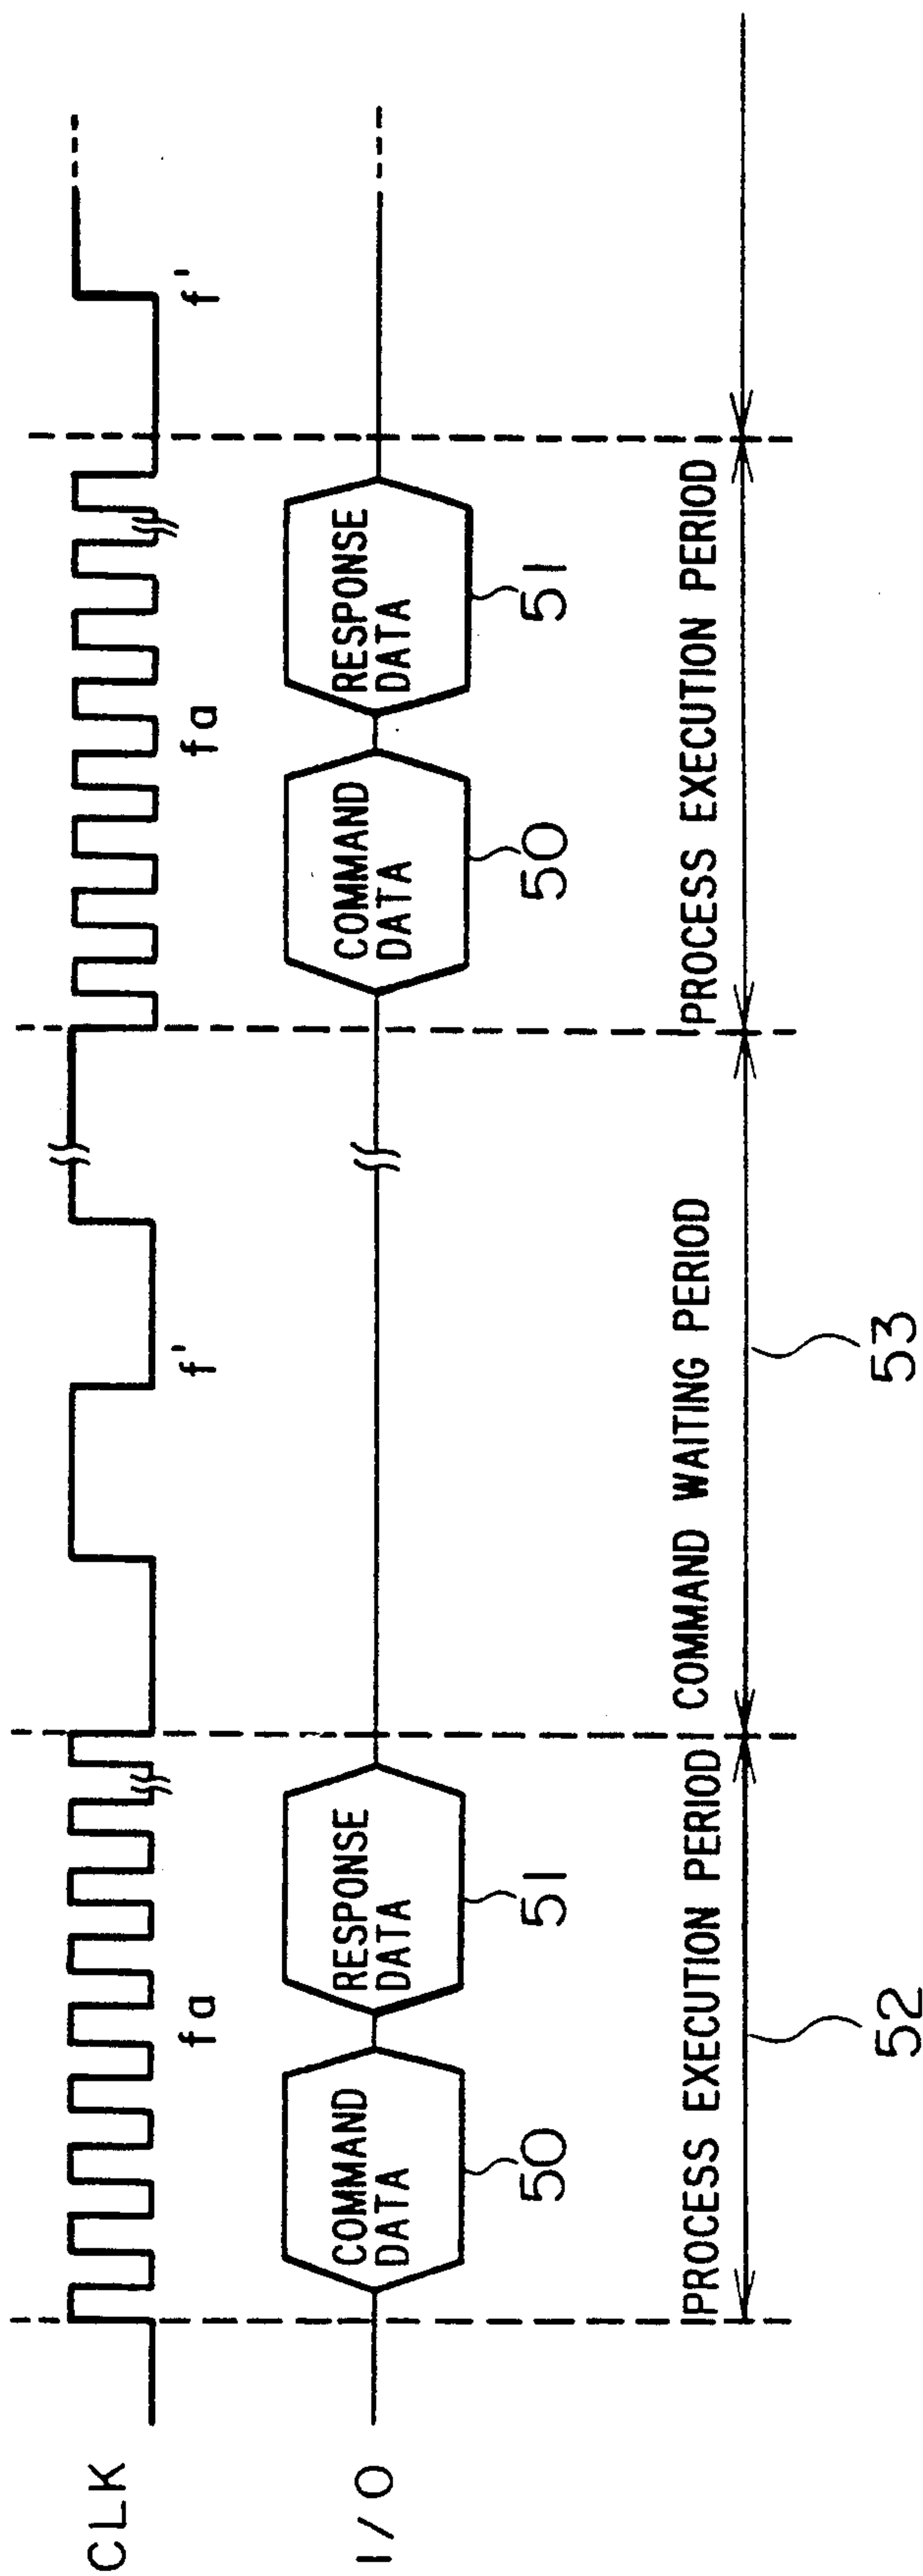 CLK
fa
f'
fa
f'
I/O
COMMAND
DATA
RESPONSE
DATA
COMMAND
DATA
RESPONSE
DATA
50
51
50
51
PROCESS EXECUTION PERIOD
COMMAND WAITING PERIOD
PROCESS EXECUTION PERIOD
52
53